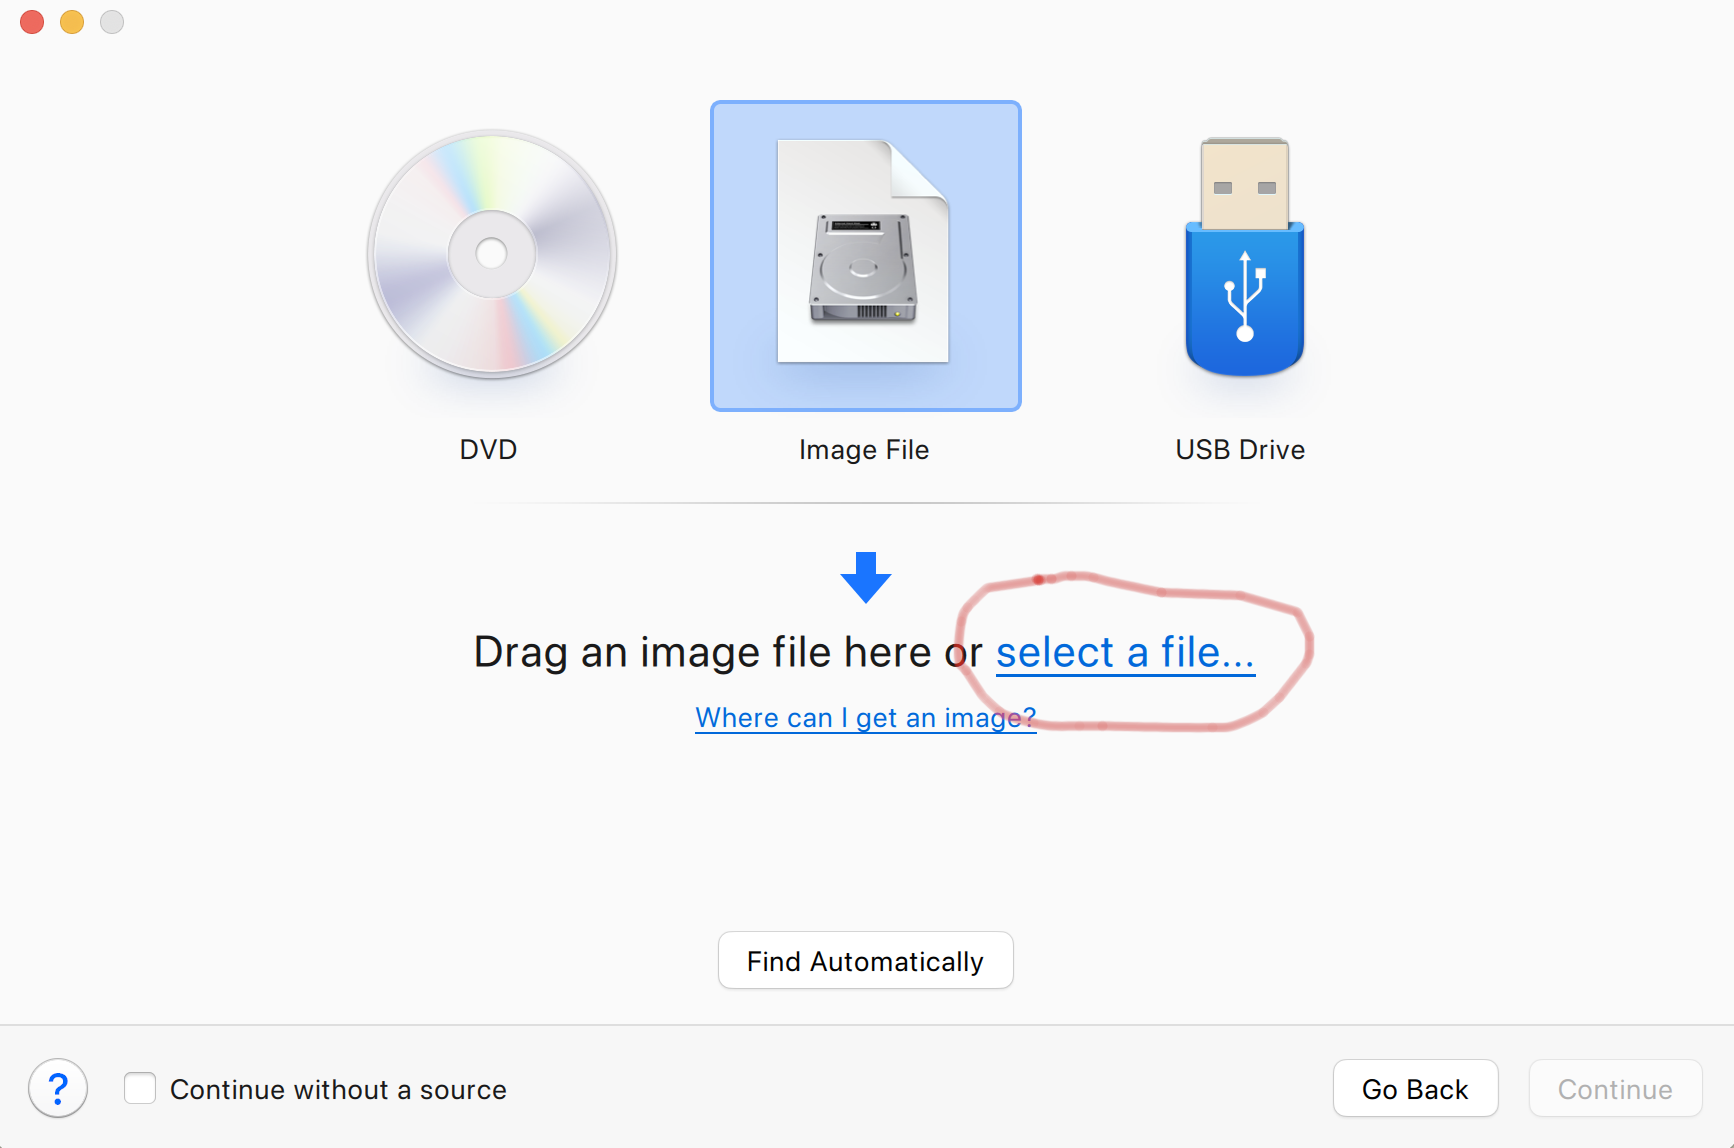 DVD
Image File
USB Drive
Drag an image file here or select a file...
Where can I get an image?
Find Automatically
?
Continue without a source
Go Back
Continue